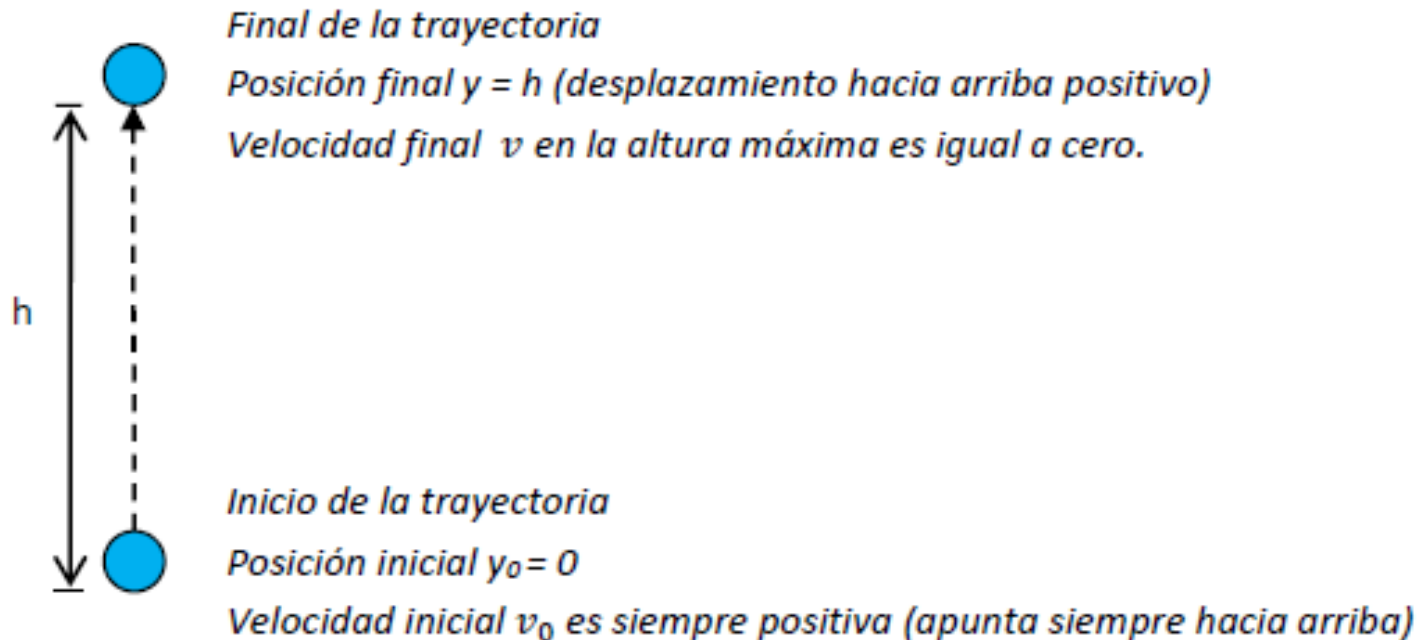 Final de la trayectoria
Posición final y = h (desplazamiento hacia arriba positivo)
Velocidad final v en la altura máxima es igual a cero.
h
Inicio de la trayectoria
Posición inicial y₀ = 0
Velocidad inicial v₀ es siempre positiva (apunta siempre hacia arriba)